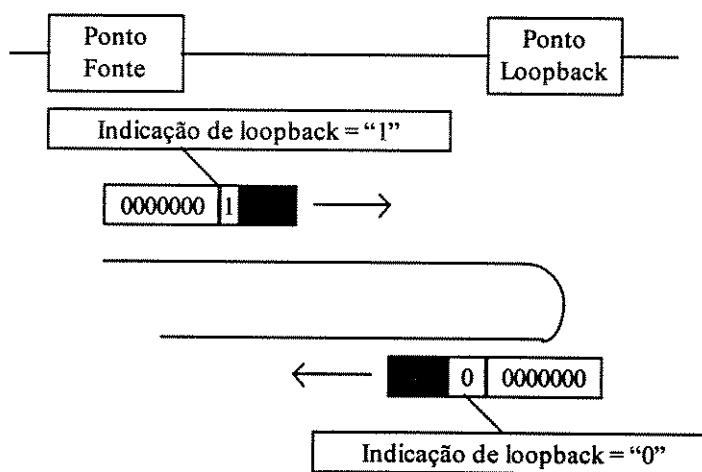 Ponto
Fonte
Ponto
Loopback
Indicação de loopback = “1”
0000000 1
0 0000000
Indicação de loopback = “0”